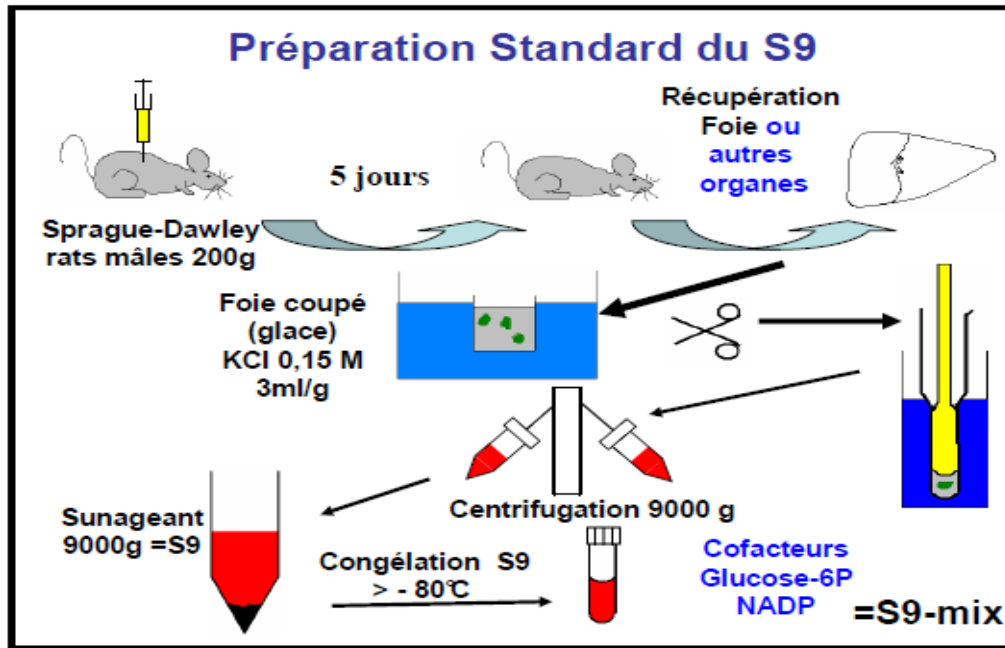 Préparation Standard du S9
Récupération
Foie ou
autres
organes
5 jours
Sprague-Dawley
rats mâles 200g
Foie coupé
(glace)
KCl 0,15 M
3ml/g
Centrifugation 9000 g
Sunageant
9000g =S9
Congélation S9
> - 80°C
Cofacteurs
Glucose-6P
NADP
=S9-mix